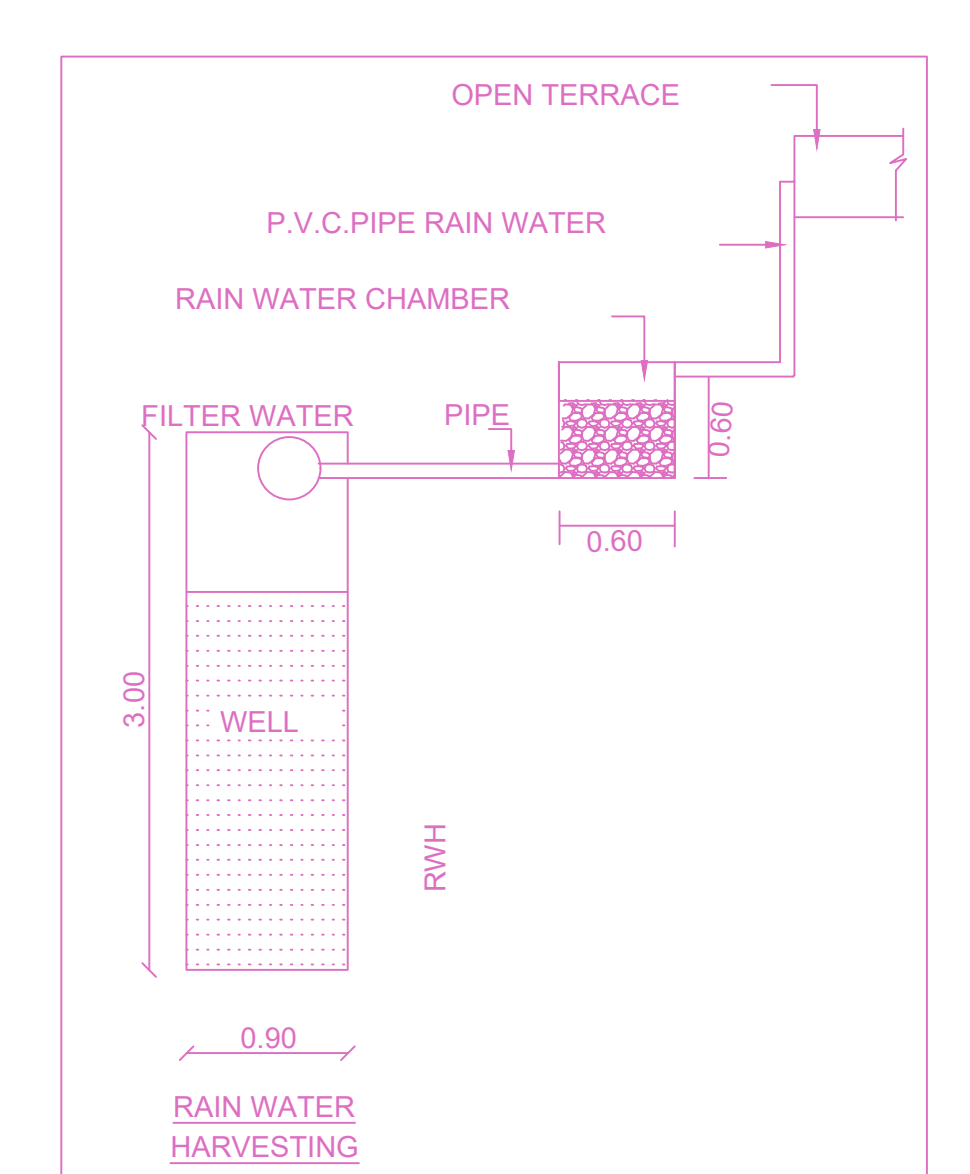 OPEN TERRACE
P.V.C.PIPE RAIN WATER
RAIN WATER CHAMBER
FILTER WATER
PIPE
0.60
0.60
3.00
WELL
RWH
0.90
RAIN WATER
HARVESTING